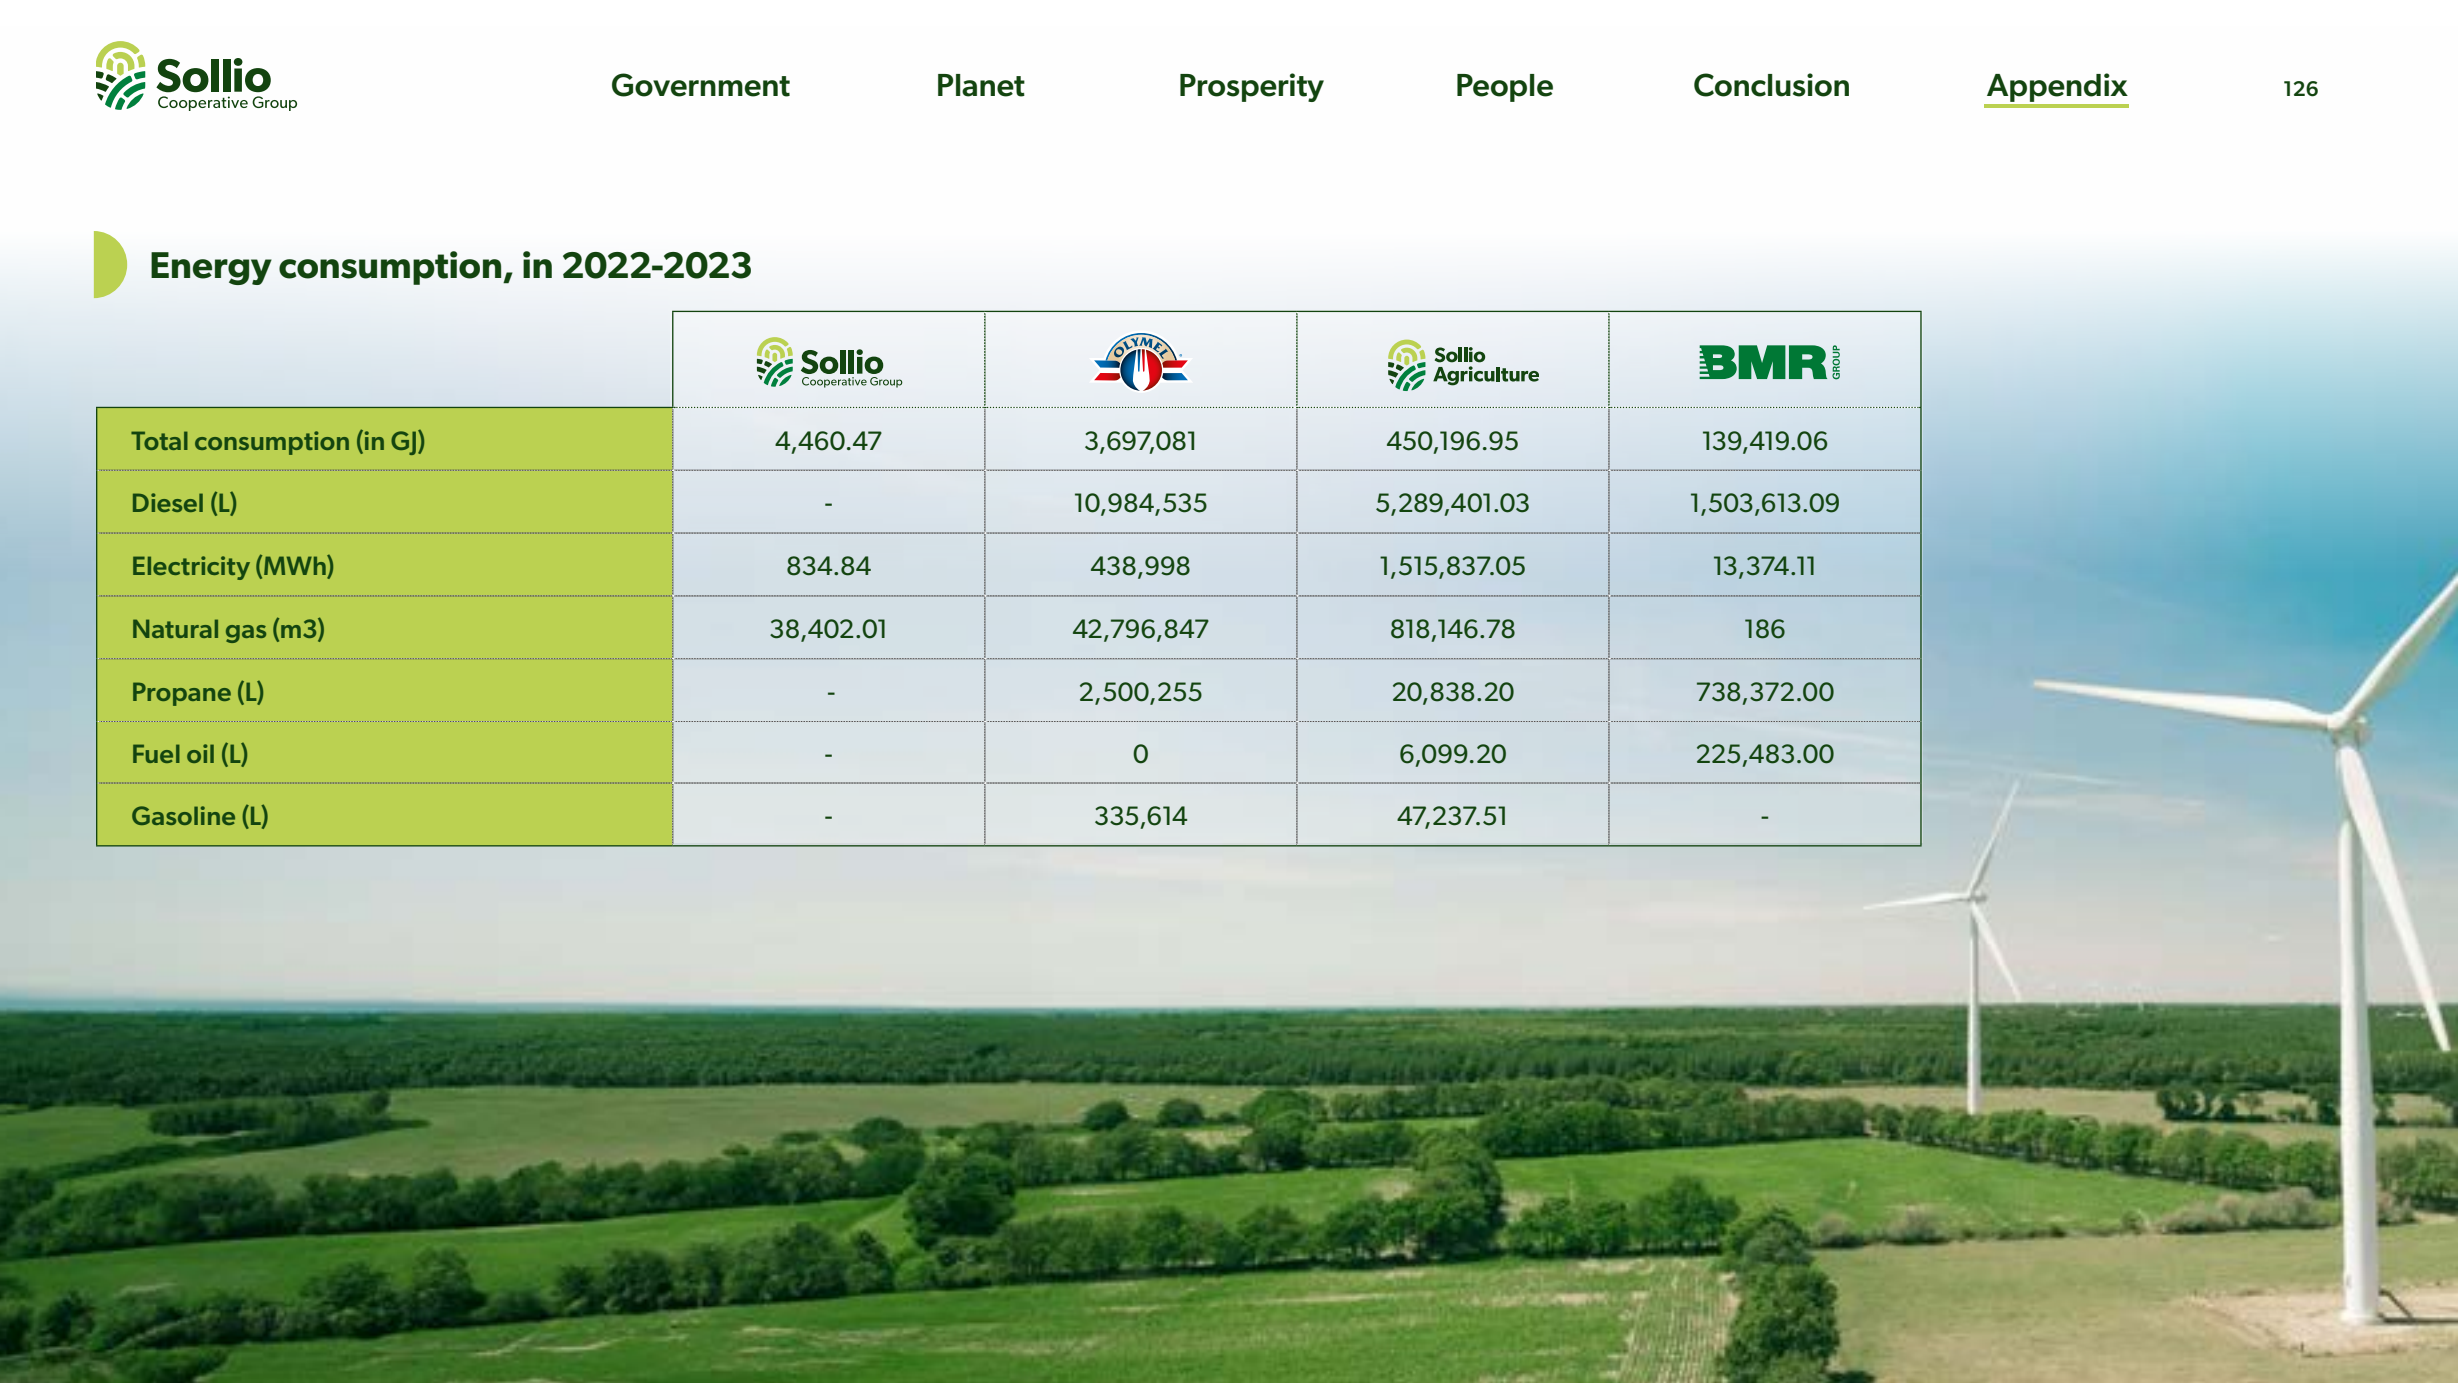 Sollio
Cooperative Group
Government Planet Prosperity People Conclusion Appendix 126
Energy consumption, in 2022-2023
Sollio Cooperative Group OLYMEL Sollio Agriculture BMR GROUP
Total consumption (in GJ) 4,460.47 3,697,081 450,196.95 139,419.06
Diesel (L) - 10,984,535 5,289,401.03 1,503,613.09
Electricity (MWh) 834.84 438,998 1,515,837.05 13,374.11
Natural gas (m3) 38,402.01 42,796,847 818,146.78 186
Propane (L) - 2,500,255 20,838.20 738,372.00
Fuel oil (L) - 0 6,099.20 225,483.00
Gasoline (L) - 335,614 47,237.51 -